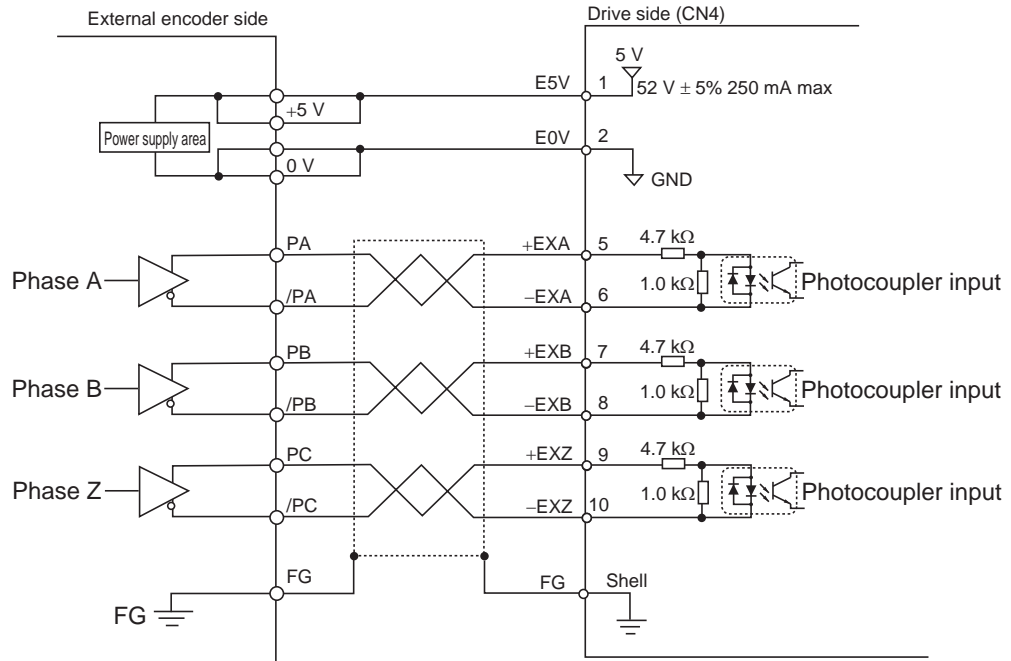 External encoder side
Drive side (CN4)
5 V
E5V 1
52 V ± 5% 250 mA max
+5 V
Power supply area
E0V 2
0 V
GND
PA
+EXA 5 4.7 kΩ
Phase A
1.0 kΩ
Photocoupler input
/PA
−EXA 6
PB
+EXB 7 4.7 kΩ
Phase B
1.0 kΩ
Photocoupler input
/PB
−EXB 8
PC
+EXZ 9 4.7 kΩ
Phase Z
1.0 kΩ
Photocoupler input
/PC
−EXZ 10
FG
FG Shell
FG